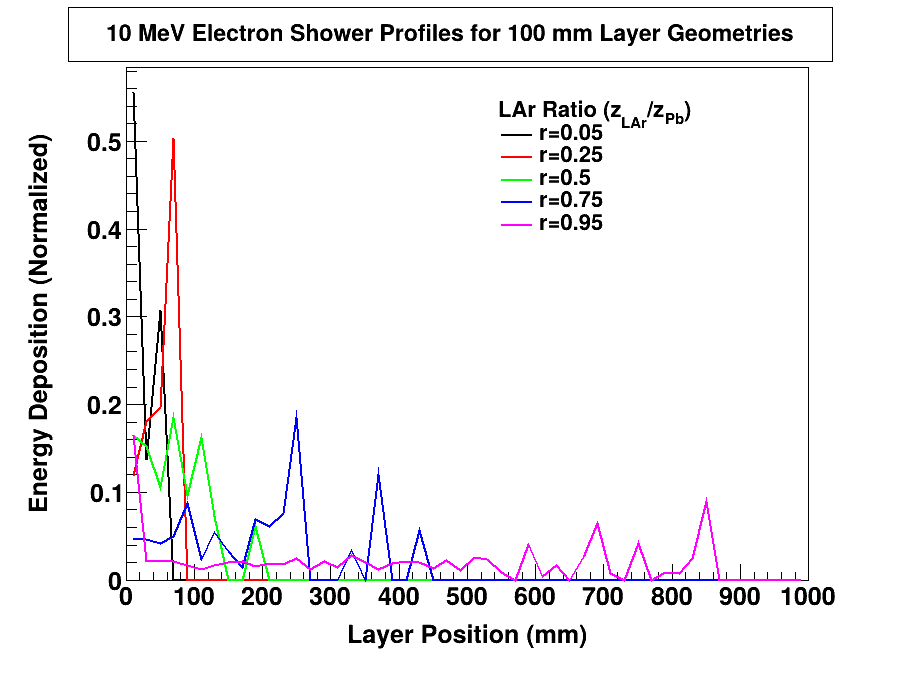 10 MeV Electron Shower Profiles for 100 mm Layer Geometries
Energy Deposition (Normalized)
0.5
0.4
0.3
0.2
0.1
0
LAr Ratio (z_LAr/z_Pb)
r=0.05
r=0.25
r=0.5
r=0.75
r=0.95
0 100 200 300 400 500 600 700 800 900 1000
Layer Position (mm)